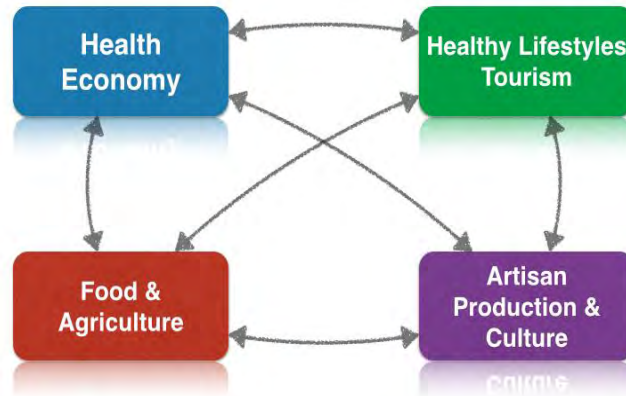 Health
Economy
Healthy Lifestyles
Tourism
Food &
Agriculture
Artisan
Production &
Culture